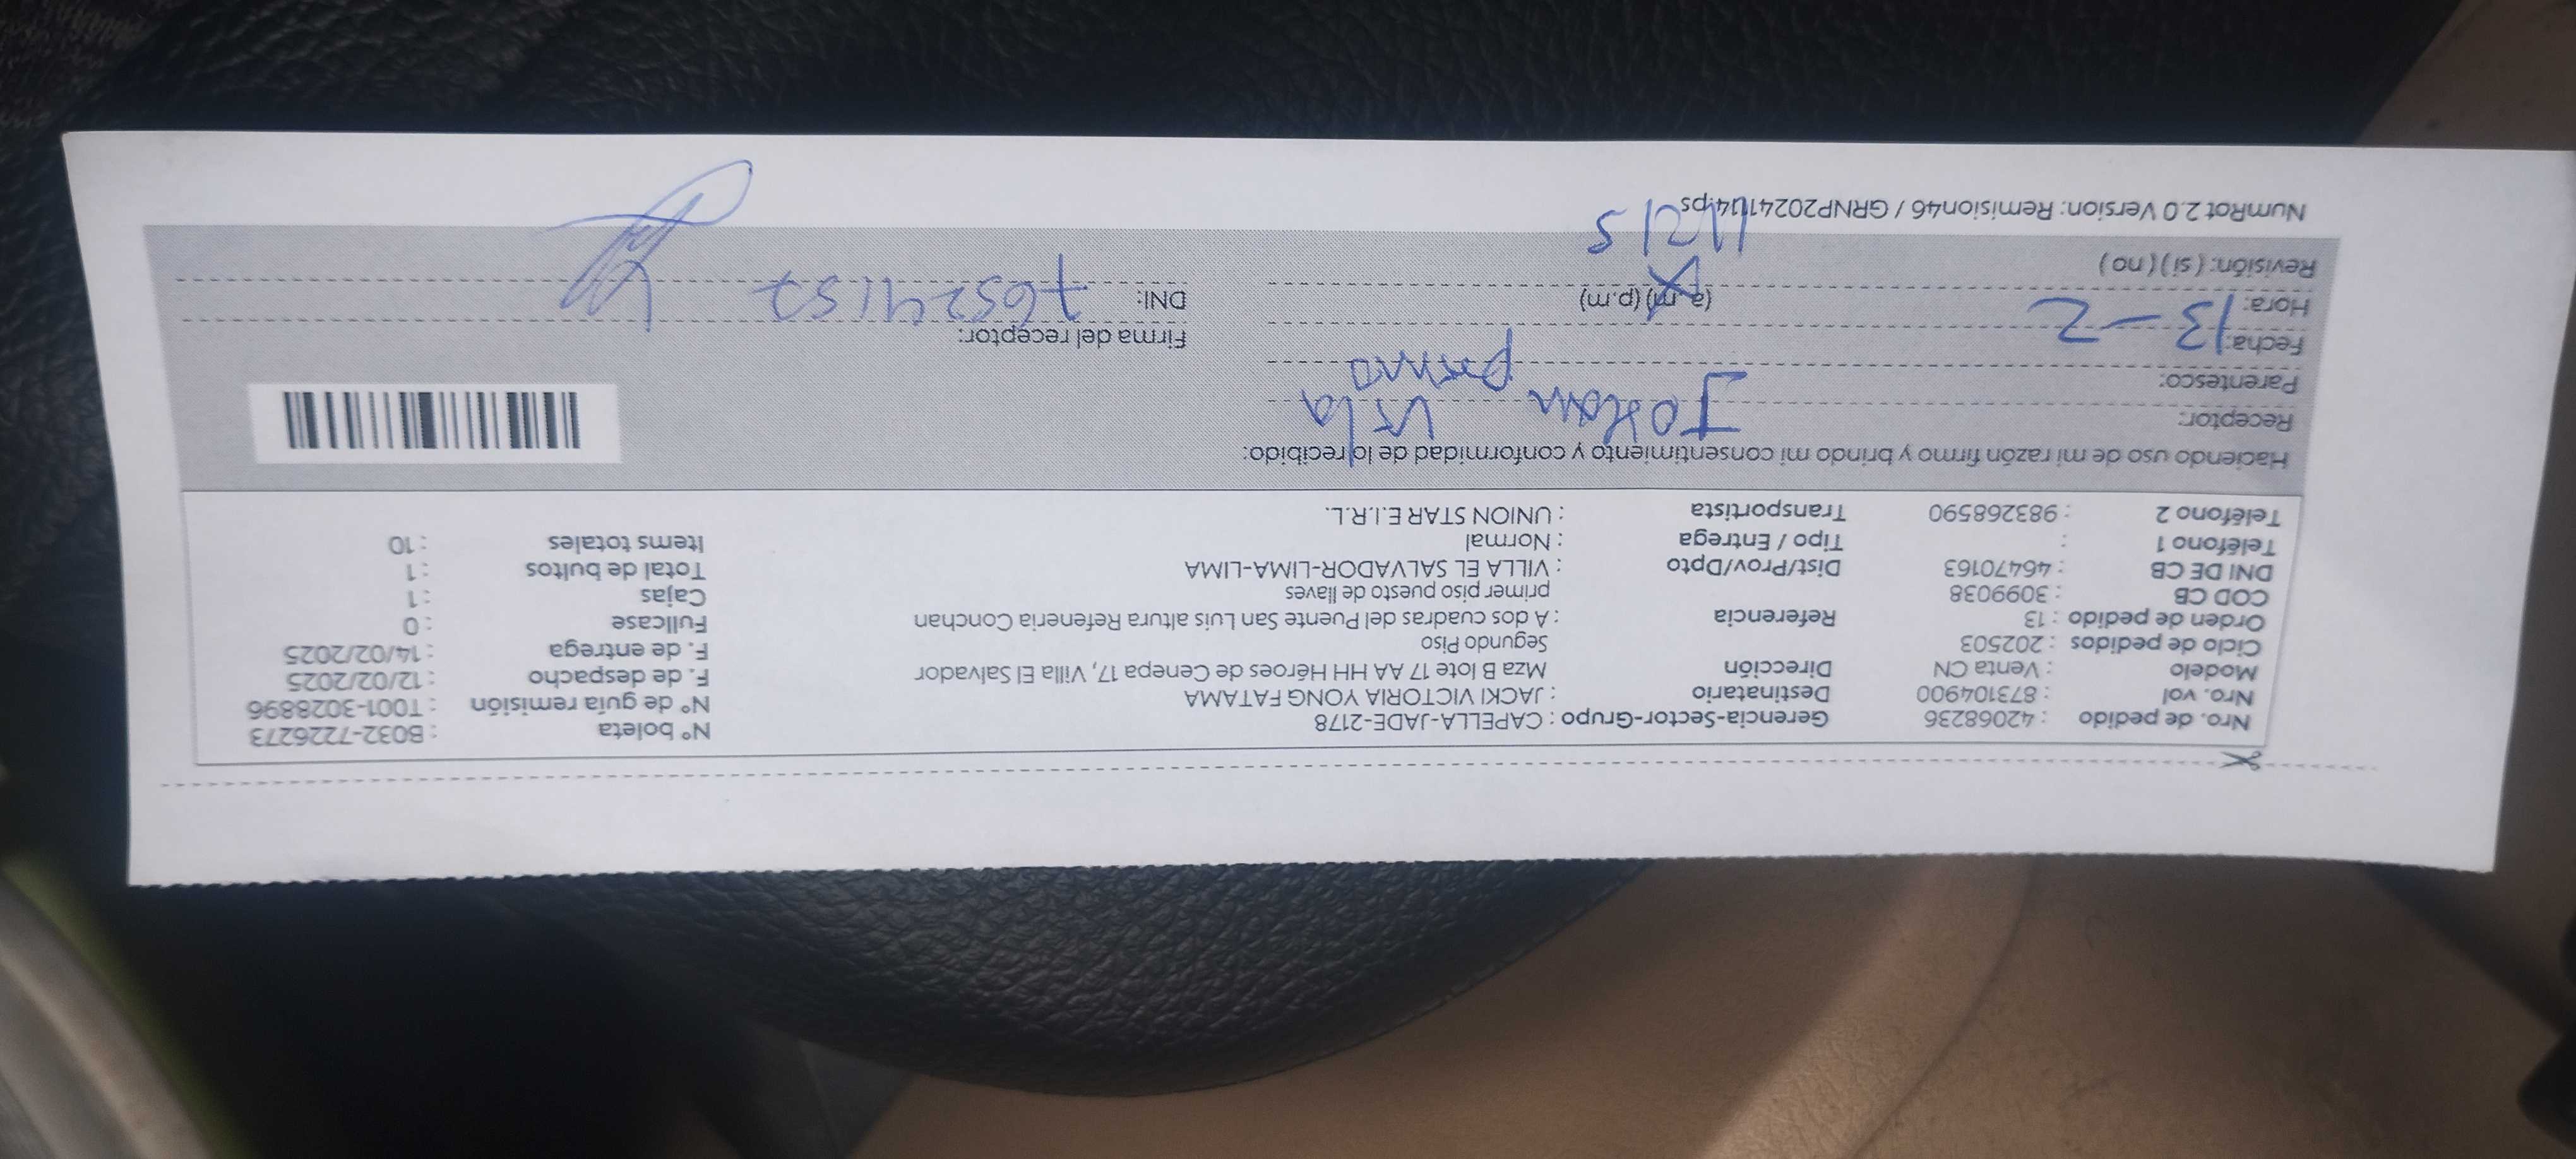 Nro. de pedido : 42068236 Gerencia-Sector-Grupo : CAPELLA-JADE-2178 N° boleta : B032-7226273
Nro. vol : 873104900 Destinatario : JACKI VICTORIA YONG FATAMA N° de guía remisión : T001-3028896
Modelo : Venta CN Dirección Mza B lote 17 AA HH Héroes de Cenepa 17, Villa El Salvador F. de despacho : 12/02/2025
Ciclo de pedidos : 202503 Segundo Piso F. de entrega : 14/02/2025
Orden de pedido : 13 Referencia : A dos cuadras del Puente San Luis altura Refeneria Conchan Fullcase : 0
COD CB : 3099038 primer piso puesto de llaves Cajas : 1
DNI DE CB : 46470163 Dist/Prov/Dpto : VILLA EL SALVADOR-LIMA-LIMA Total de bultos : 1
Teléfono 1 : Tipo / Entrega : Normal Items totales : 10
Teléfono 2 : 983268590 Transportista : UNION STAR E.I.R.L.
Haciendo uso de mi razón firmo y brindo mi consentimiento y conformidad de lo recibido:
Receptor:
Parentesco: primo
Fecha: 13-2 Firma del receptor:
Hora: (a.m) (p.m) DNI: 76524157
Revisión: ( si ) ( no )
NumRot 2.0 Version: Remision46 / GRNP20241114.ps